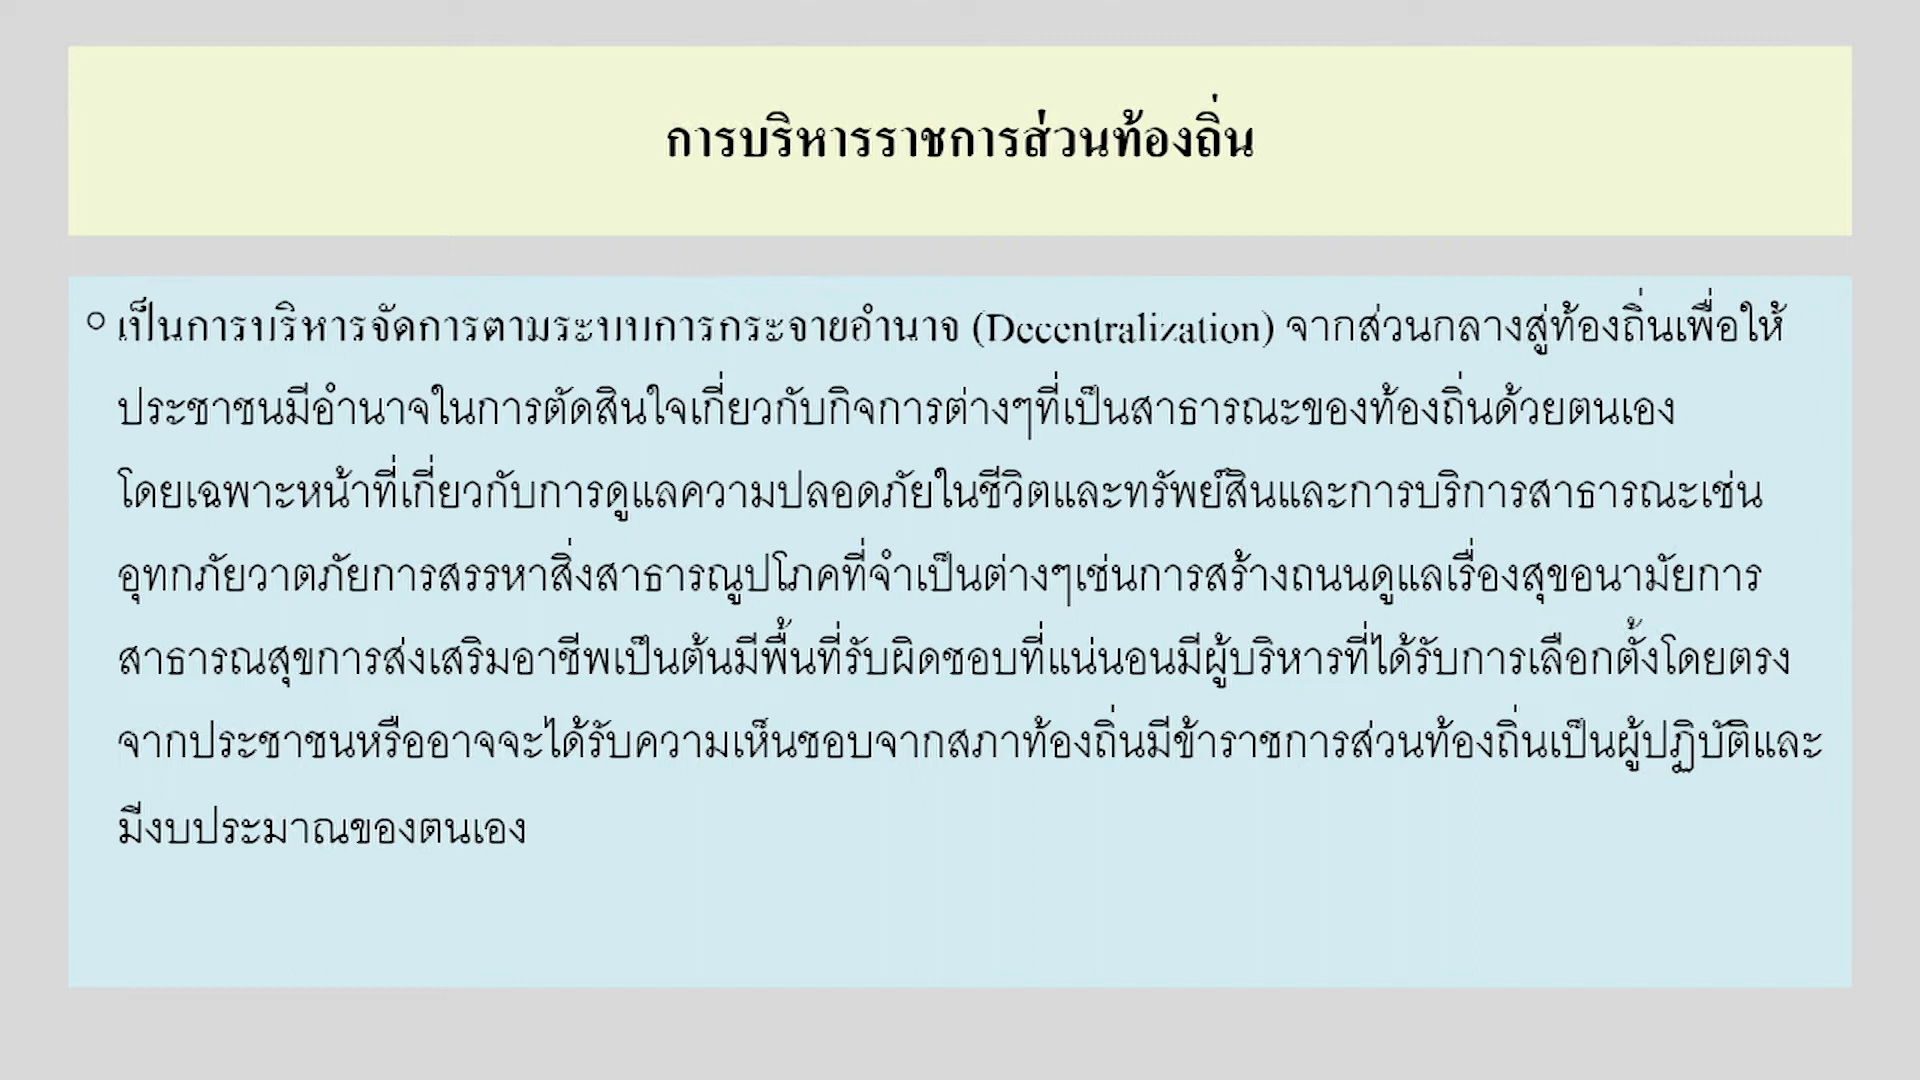 การบริหารราชการส่วนท้องถิ่น
เป็นการบริหารจัดการตามระบบการกระจายอำนาจ (Decentralization) จากส่วนกลางสู่ท้องถิ่นเพื่อให้
ประชาชนมีอำนาจในการตัดสินใจเกี่ยวกับกิจการต่างๆที่เป็นสาธารณะของท้องถิ่นด้วยตนเอง
โดยเฉพาะหน้าที่เกี่ยวกับการดูแลความปลอดภัยในชีวิตและทรัพย์สินและการบริการสาธารณะเช่น
อุทกภัยวาตภัยการสรรหาสิ่งสาธารณูปโภคที่จำเป็นต่างๆเช่นการสร้างถนนดูแลเรื่องสุขอนามัยการ
สาธารณสุขการส่งเสริมอาชีพเป็นต้นมีพื้นที่รับผิดชอบที่แน่นอนมีผู้บริหารที่ได้รับการเลือกตั้งโดยตรง
จากประชาชนหรืออาจจะได้รับความเห็นชอบจากสภาท้องถิ่นมีข้าราชการส่วนท้องถิ่นเป็นผู้ปฏิบัติและ
มีงบประมาณของตนเอง